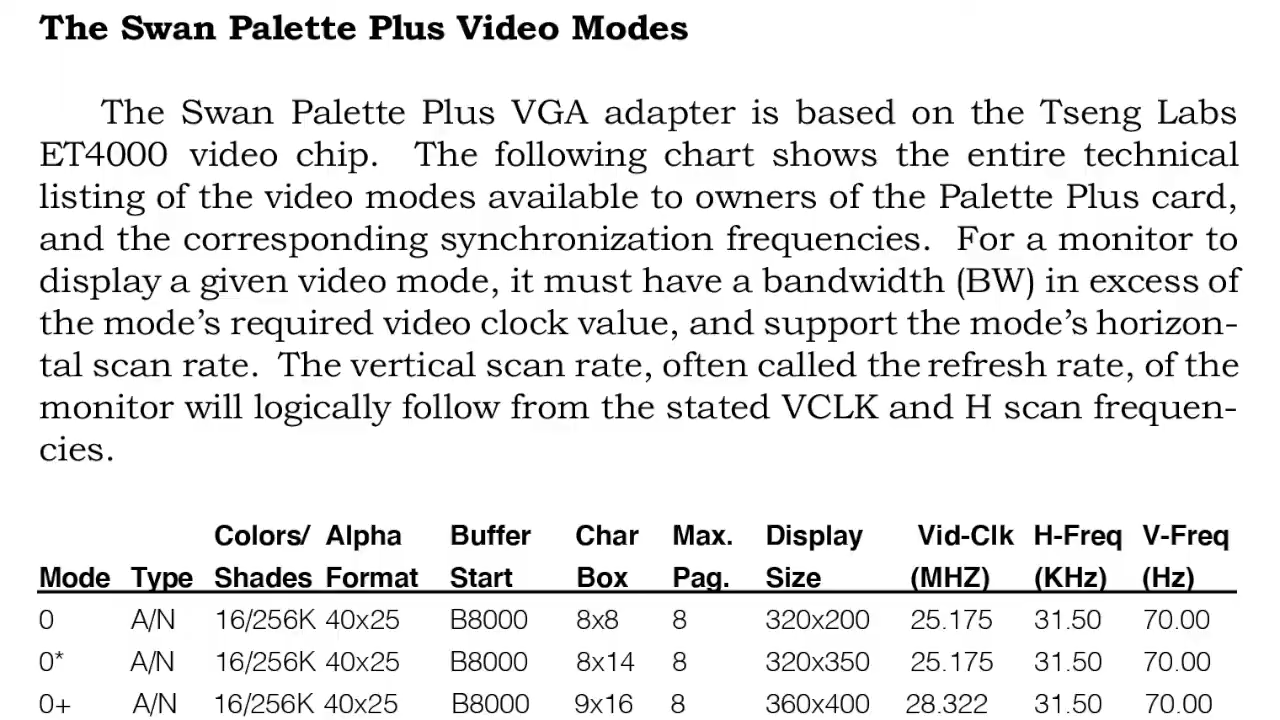 The Swan Palette Plus Video Modes
The Swan Palette Plus VGA adapter is based on the Tseng Labs
ET4000 video chip. The following chart shows the entire technical
listing of the video modes available to owners of the Palette Plus card,
and the corresponding synchronization frequencies. For a monitor to
display a given video mode, it must have a bandwidth (BW) in excess of
the mode's required video clock value, and support the mode's horizon-
tal scan rate. The vertical scan rate, often called the refresh rate, of the
monitor will logically follow from the stated VCLK and H scan frequen-
cies.
Colors/ Alpha Buffer Char Max. Display Vid-Clk H-Freq V-Freq
Mode Type Shades Format Start Box Pag. Size (MHZ) (KHz) (Hz)
0 A/N 16/256K 40x25 B8000 8x8 8 320x200 25.175 31.50 70.00
0* A/N 16/256K 40x25 B8000 8x14 8 320x350 25.175 31.50 70.00
0+ A/N 16/256K 40x25 B8000 9x16 8 360x400 28.322 31.50 70.00